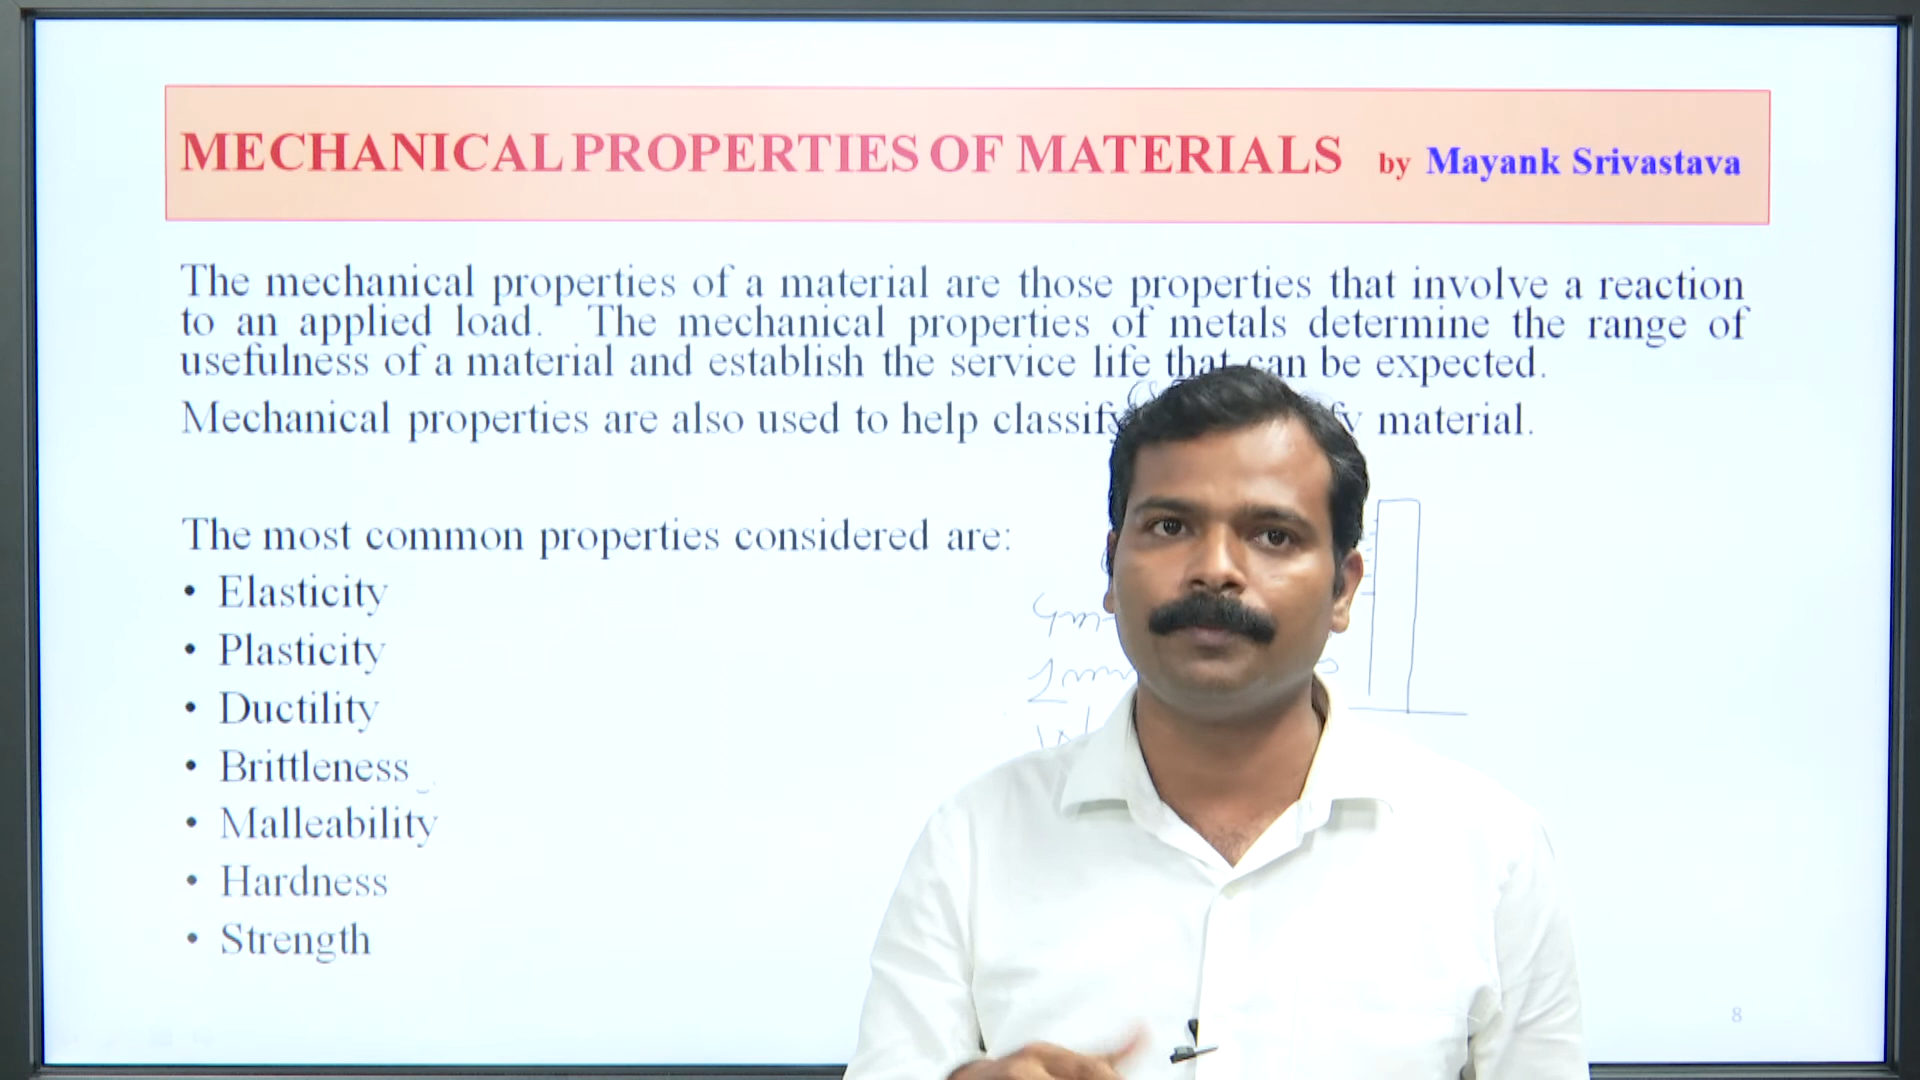 MECHANICAL PROPERTIES OF MATERIALS by Mayank Srivastava
The mechanical properties of a material are those properties that involve a reaction
to an applied load. The mechanical properties of metals determine the range of
usefulness of a material and establish the service life that can be expected.
Mechanical properties are also used to help classify material.
The most common properties considered are:
• Elasticity
• Plasticity
• Ductility
• Brittleness
• Malleability
• Hardness
• Strength
8